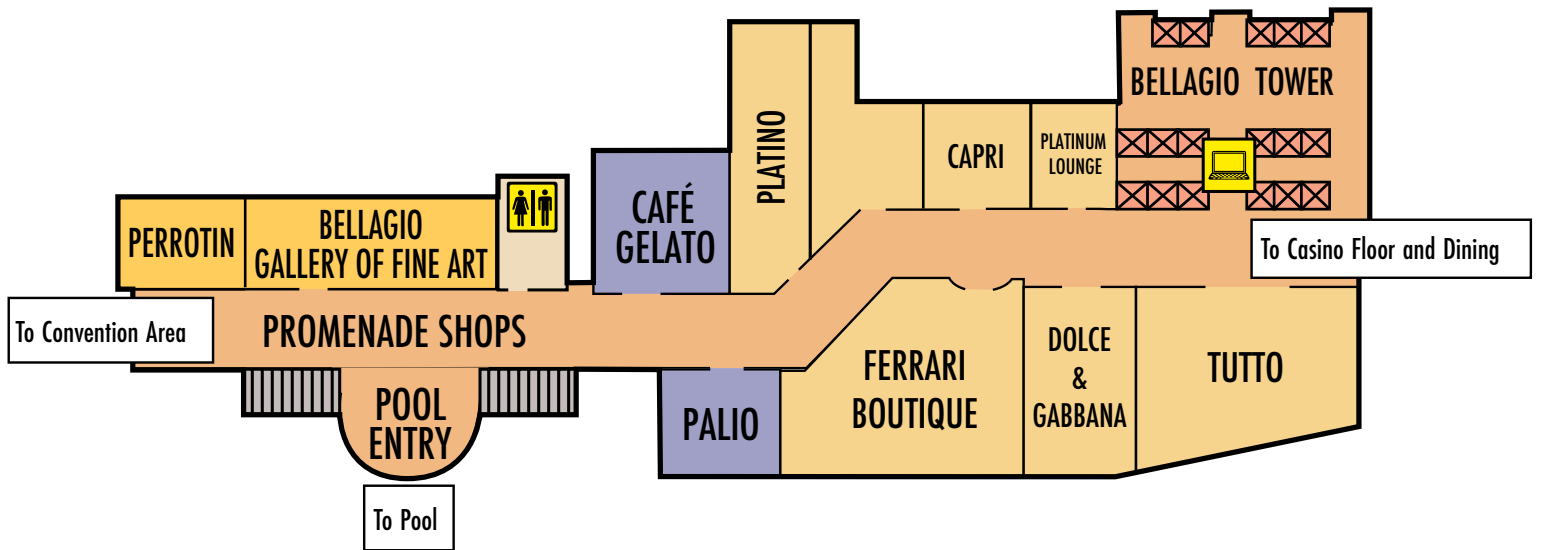 BELLAGIO TOWER
PLATINO
CAPRI
PLATINUM
LOUNGE
CAFÉ
GELATO
PERROTIN
BELLAGIO
GALLERY OF FINE ART
To Casino Floor and Dining
To Convention Area
PROMENADE SHOPS
POOL
ENTRY
PALIO
FERRARI
BOUTIQUE
DOLCE
&
GABBANA
TUTTO
To Pool